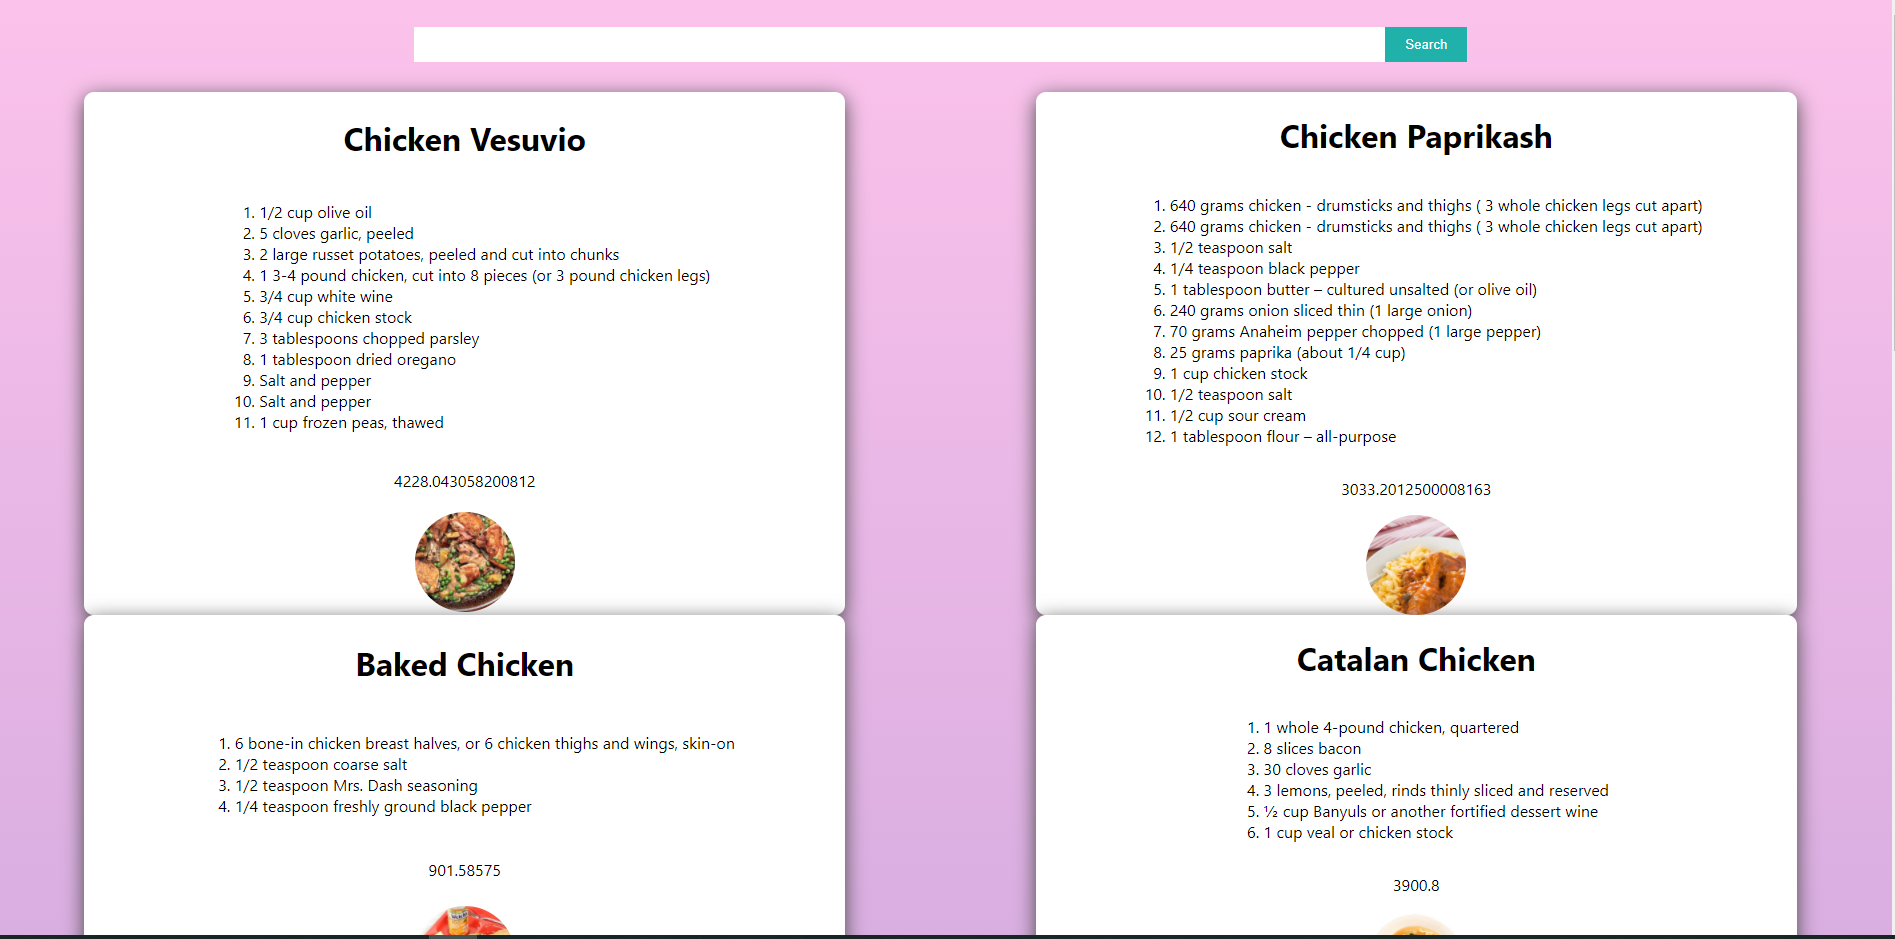 Search
Chicken Vesuvio
1. 1/2 cup olive oil
2. 5 cloves garlic, peeled
3. 2 large russet potatoes, peeled and cut into chunks
4. 1 3-4 pound chicken, cut into 8 pieces (or 3 pound chicken legs)
5. 3/4 cup white wine
6. 3/4 cup chicken stock
7. 3 tablespoons chopped parsley
8. 1 tablespoon dried oregano
9. Salt and pepper
10. Salt and pepper
11. 1 cup frozen peas, thawed
4228.043058200812
Chicken Paprikash
1. 640 grams chicken - drumsticks and thighs ( 3 whole chicken legs cut apart)
2. 640 grams chicken - drumsticks and thighs ( 3 whole chicken legs cut apart)
3. 1/2 teaspoon salt
4. 1/4 teaspoon black pepper
5. 1 tablespoon butter – cultured unsalted (or olive oil)
6. 240 grams onion sliced thin (1 large onion)
7. 70 grams Anaheim pepper chopped (1 large pepper)
8. 25 grams paprika (about 1/4 cup)
9. 1 cup chicken stock
10. 1/2 teaspoon salt
11. 1/2 cup sour cream
12. 1 tablespoon flour – all-purpose
3033.2012500008163
Baked Chicken
1. 6 bone-in chicken breast halves, or 6 chicken thighs and wings, skin-on
2. 1/2 teaspoon coarse salt
3. 1/2 teaspoon Mrs. Dash seasoning
4. 1/4 teaspoon freshly ground black pepper
901.58575
Catalan Chicken
1. 1 whole 4-pound chicken, quartered
2. 8 slices bacon
3. 30 cloves garlic
4. 3 lemons, peeled, rinds thinly sliced and reserved
5. ½ cup Banyuls or another fortified dessert wine
6. 1 cup veal or chicken stock
3900.8